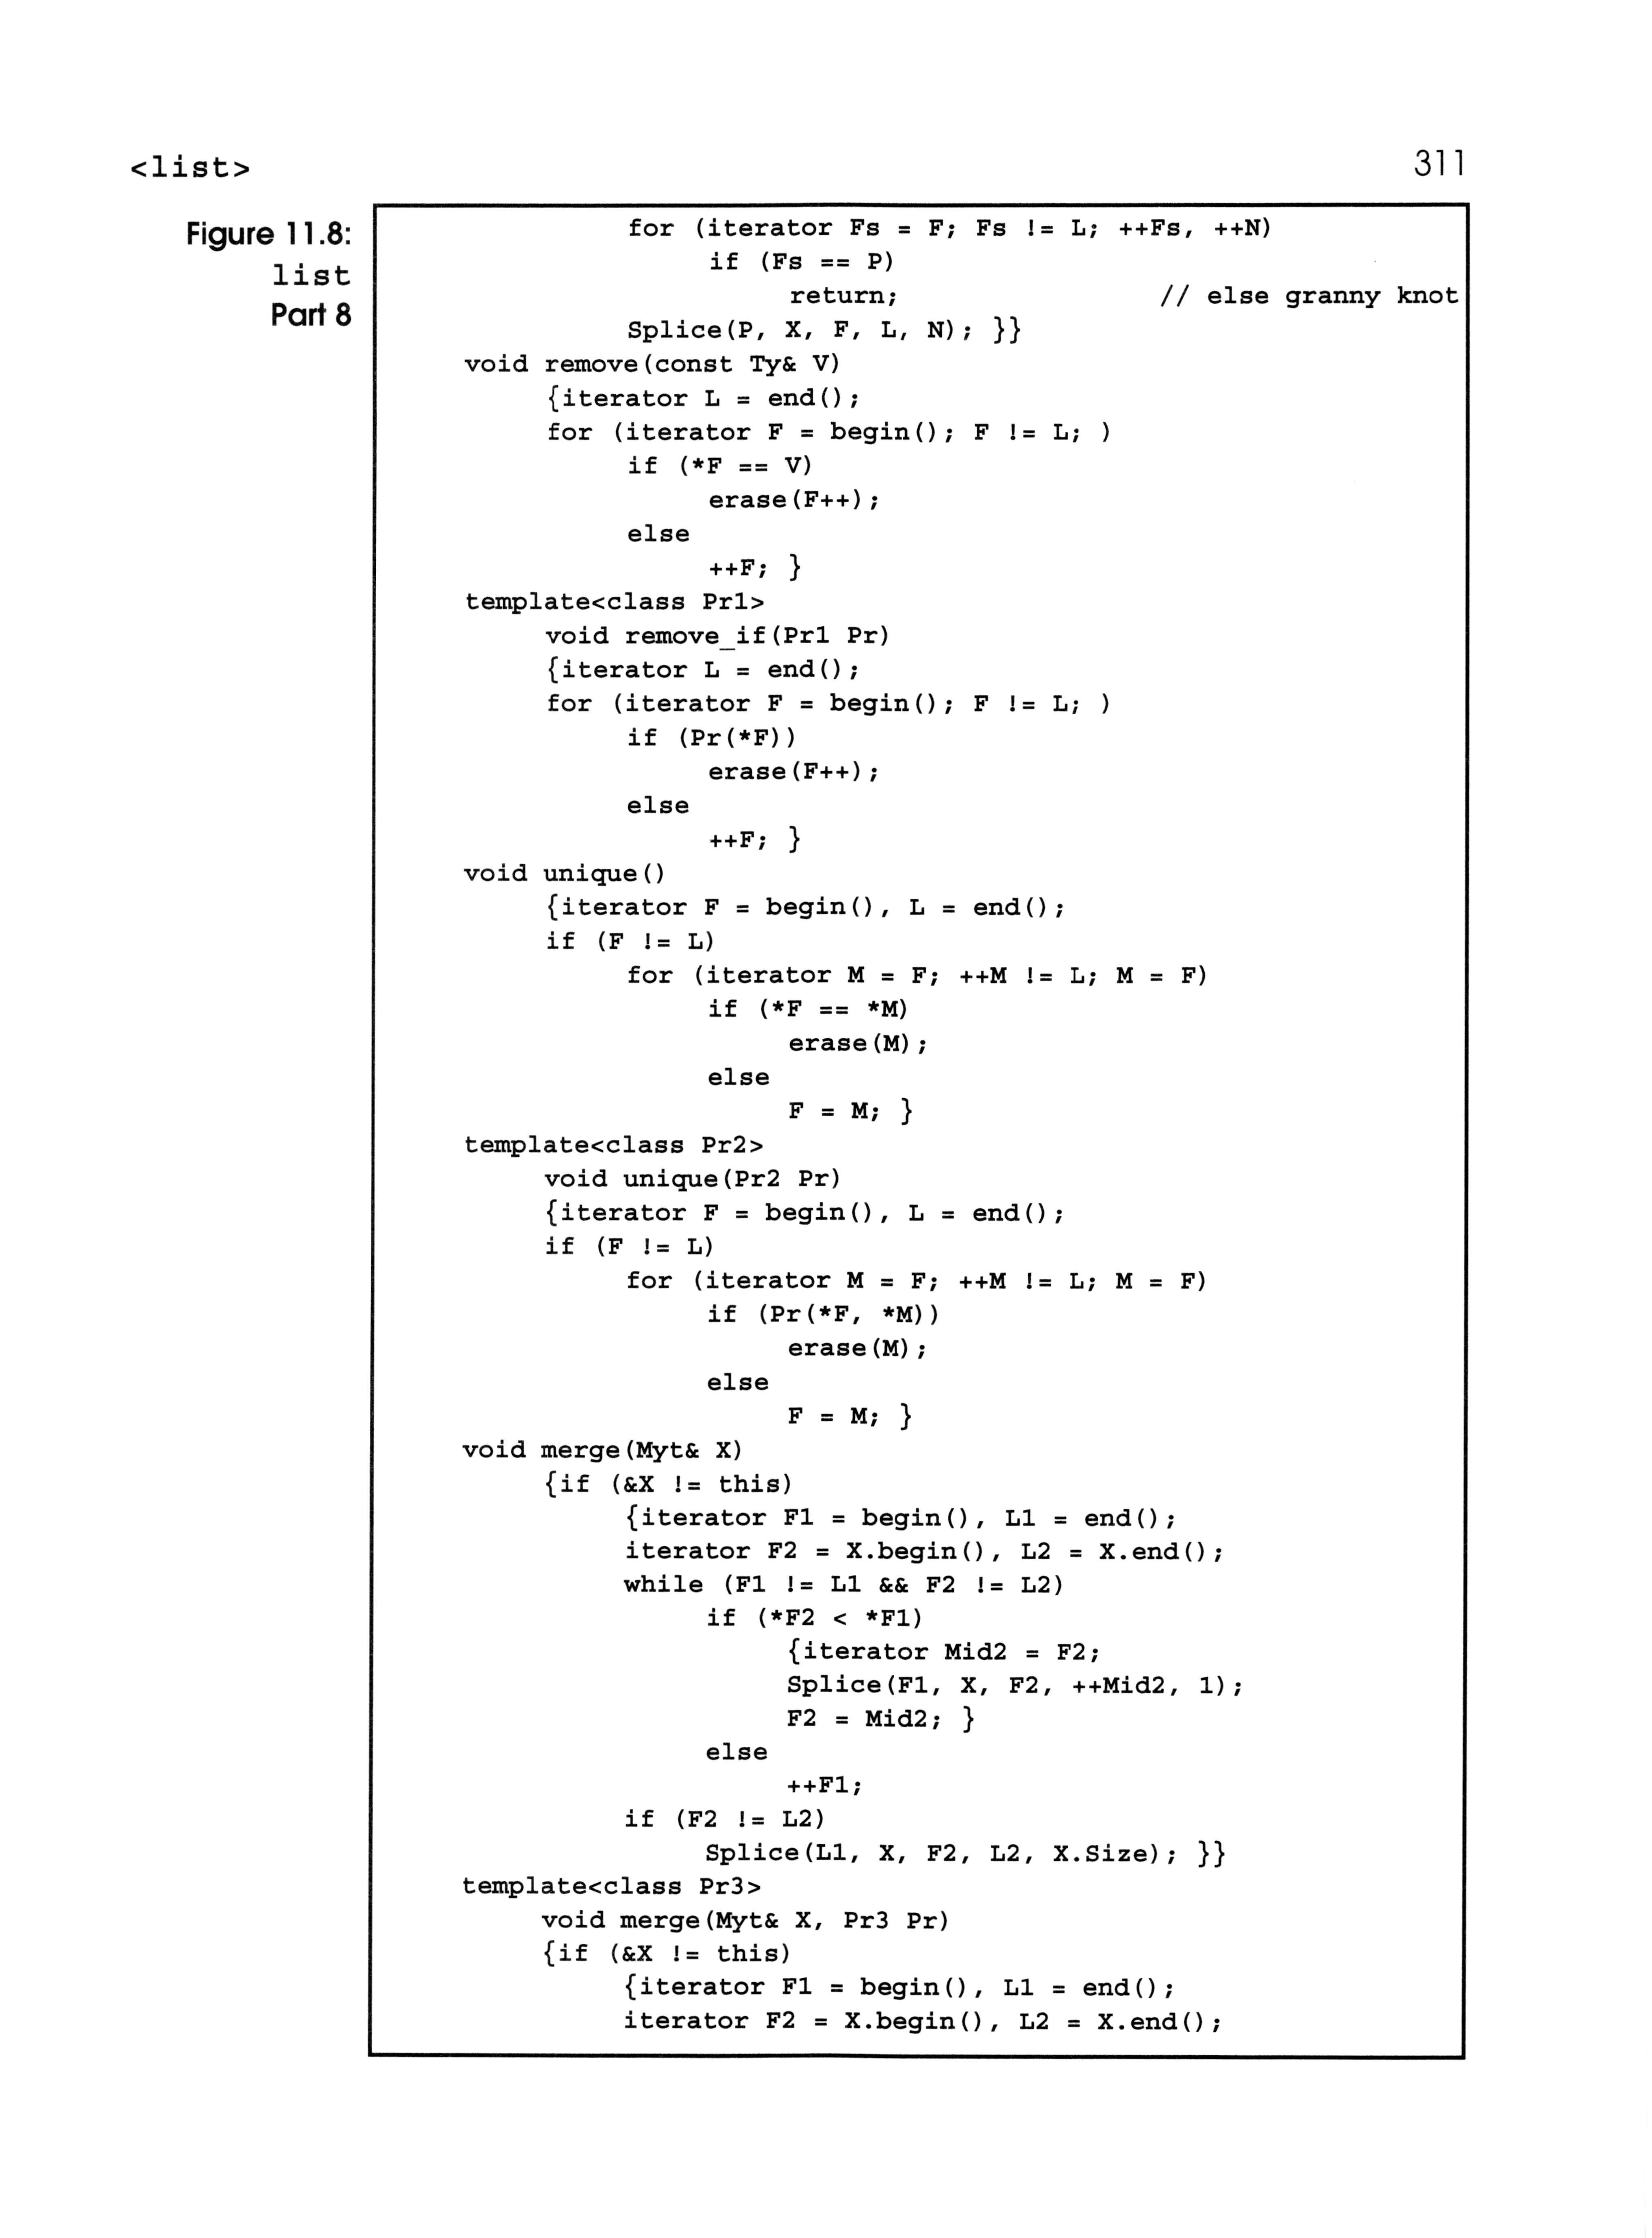 <list>
311
Figure 11.8:
list
Part 8
for (iterator Fs = F; Fs != L; ++Fs, ++N)
if (Fs == P)
return; // else granny knot
Splice(P, X, F, L, N); }}
void remove(const Ty& V)
{iterator L = end();
for (iterator F = begin(); F != L; )
if (*F == V)
erase(F++);
else
++F; }
template<class Pr1>
void remove_if(Pr1 Pr)
{iterator L = end();
for (iterator F = begin(); F != L; )
if (Pr(*F))
erase(F++);
else
++F; }
void unique()
{iterator F = begin(), L = end();
if (F != L)
for (iterator M = F; ++M != L; M = F)
if (*F == *M)
erase(M);
else
F = M; }
template<class Pr2>
void unique(Pr2 Pr)
{iterator F = begin(), L = end();
if (F != L)
for (iterator M = F; ++M != L; M = F)
if (Pr(*F, *M))
erase(M);
else
F = M; }
void merge(Myt& X)
{if (&X != this)
{iterator F1 = begin(), L1 = end();
iterator F2 = X.begin(), L2 = X.end();
while (F1 != L1 && F2 != L2)
if (*F2 < *F1)
{iterator Mid2 = F2;
Splice(F1, X, F2, ++Mid2, 1);
F2 = Mid2; }
else
++F1;
if (F2 != L2)
Splice(L1, X, F2, L2, X.Size); }}
template<class Pr3>
void merge(Myt& X, Pr3 Pr)
{if (&X != this)
{iterator F1 = begin(), L1 = end();
iterator F2 = X.begin(), L2 = X.end();